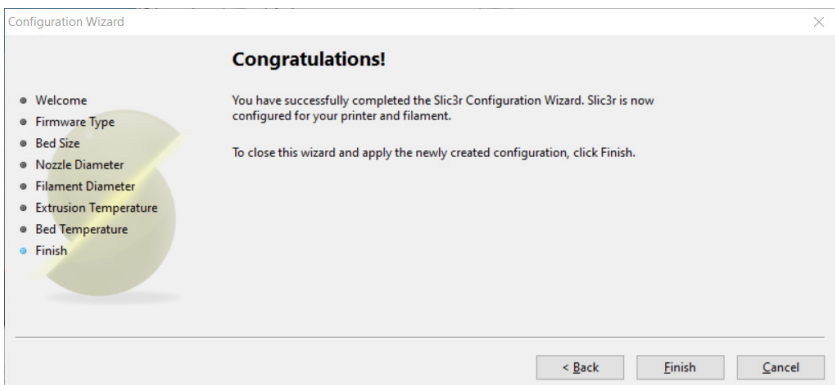 Configuration Wizard
Congratulations!
Welcome
Firmware Type
Bed Size
Nozzle Diameter
Filament Diameter
Extrusion Temperature
Bed Temperature
Finish
You have successfully completed the Slic3r Configuration Wizard. Slic3r is now
configured for your printer and filament.
To close this wizard and apply the newly created configuration, click Finish.
< Back
Finish
Cancel